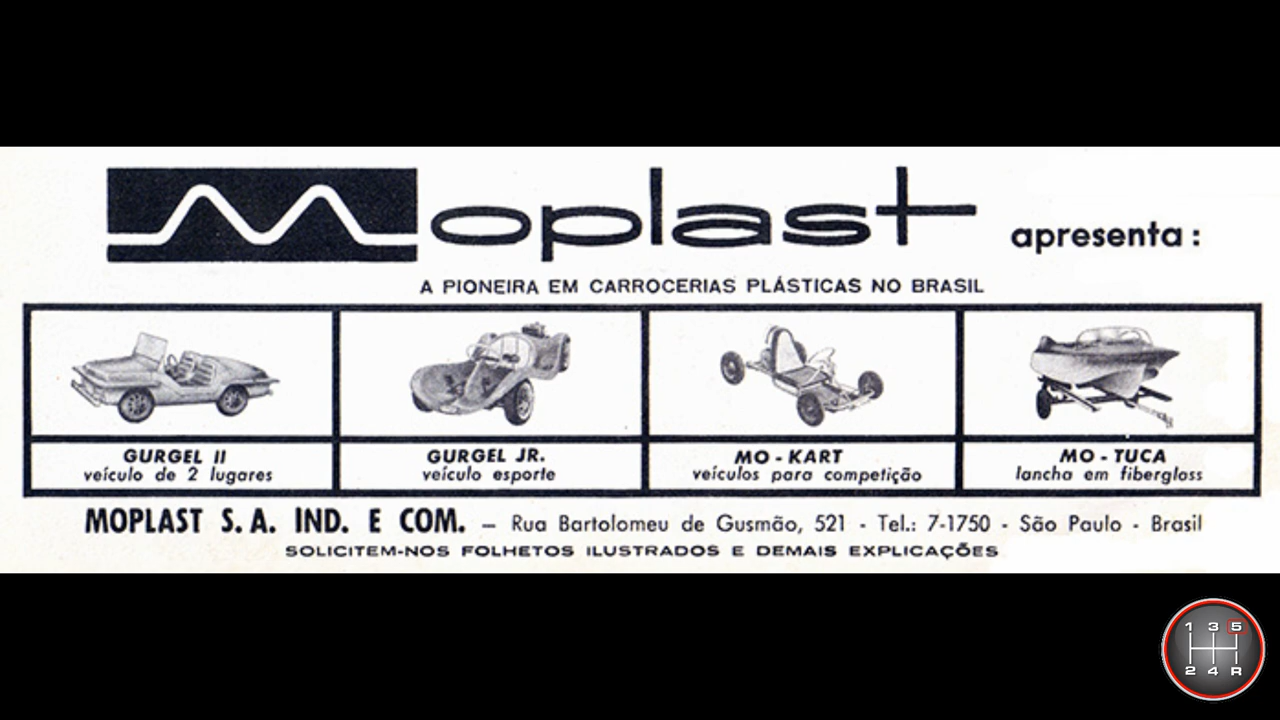 Moplast apresenta:
A PIONEIRA EM CARROCERIAS PLÁSTICAS NO BRASIL
GURGEL II
veículo de 2 lugares
GURGEL JR.
veículo esporte
MO - KART
veículos para competição
MO - TUCA
lancha em fiberglass
MOPLAST S. A. IND. E COM. – Rua Bartolomeu de Gusmão, 521 - Tel.: 7-1750 - São Paulo - Brasil
SOLICITEM-NOS FOLHETOS ILUSTRADOS E DEMAIS EXPLICAÇÕES
1 3 5
2 4 R